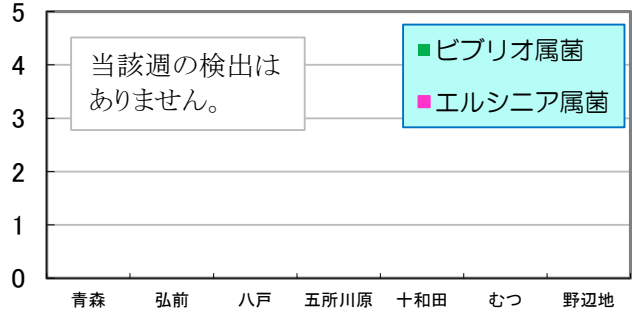 5
4
3
2
1
0
当該週の検出は
ありません。
ビブリオ属菌
エルシニア属菌
青森 弘前 八戸 五所川原 十和田 むつ 野辺地